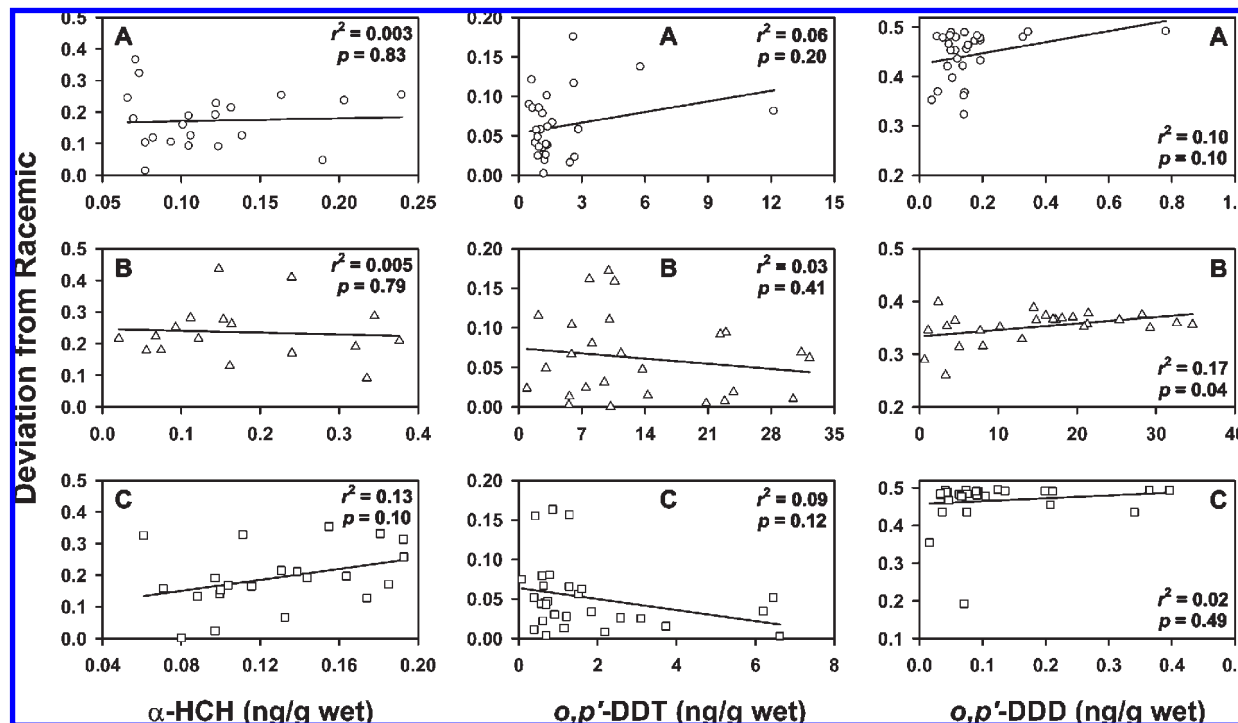 Deviation from Racemic
A
r² = 0.003
p = 0.83
0.5
0.4
0.3
0.2
0.1
0.0
0.05 0.10 0.15 0.20 0.25
A
r² = 0.06
p = 0.20
0.20
0.15
0.10
0.05
0.00
0 3 6 9 12 15
A
r² = 0.10
p = 0.10
0.5
0.4
0.3
0.2
0.0 0.2 0.4 0.6 0.8 1.
B
r² = 0.005
p = 0.79
0.5
0.4
0.3
0.2
0.1
0.0
0.0 0.1 0.2 0.3 0.4
B
r² = 0.03
p = 0.41
0.20
0.15
0.10
0.05
0.00
0 7 14 21 28 35
B
r² = 0.17
p = 0.04
0.5
0.4
0.3
0.2
0 10 20 30 40
C
r² = 0.13
p = 0.10
0.5
0.4
0.3
0.2
0.1
0.0
0.04 0.08 0.12 0.16 0.20
C
r² = 0.09
p = 0.12
0.20
0.15
0.10
0.05
0.00
0 2 4 6 8
C
r² = 0.02
p = 0.49
0.5
0.4
0.3
0.2
0.1
0.0 0.1 0.2 0.3 0.4 0.
α-HCH (ng/g wet)
o,p'-DDT (ng/g wet)
o,p'-DDD (ng/g wet)